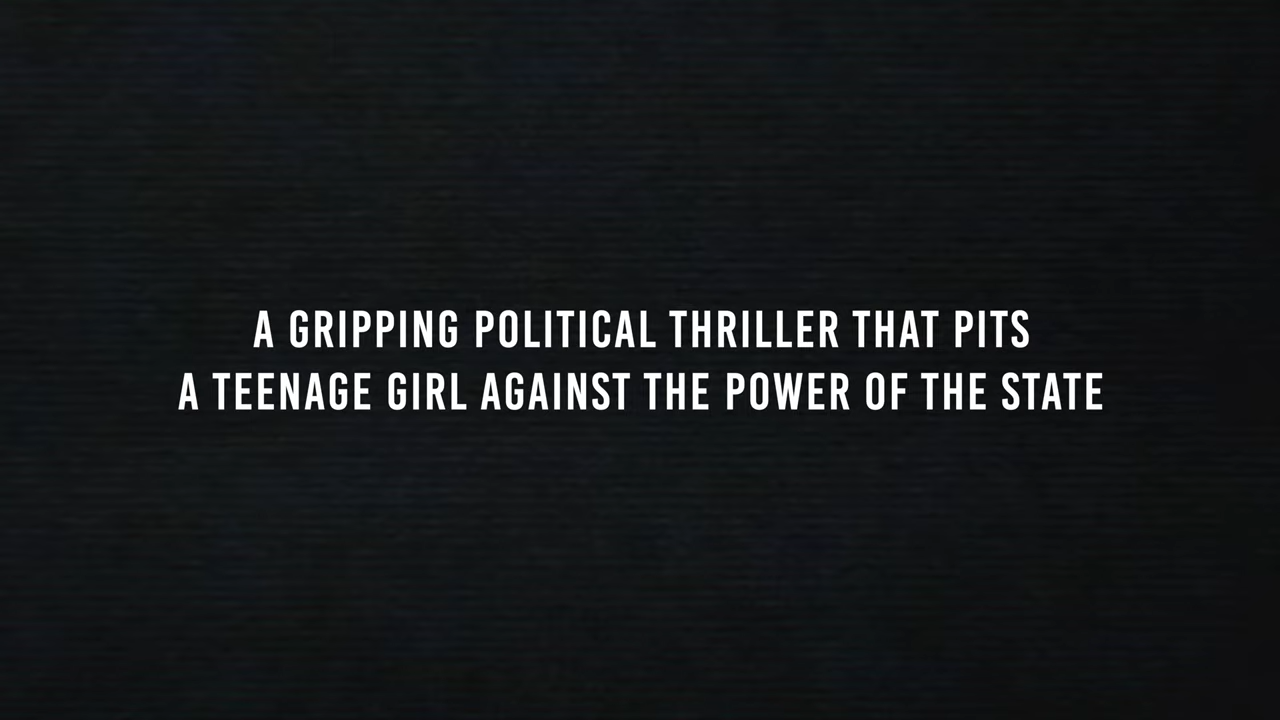 A GRIPPING POLITICAL THRILLER THAT PITS
A TEENAGE GIRL AGAINST THE POWER OF THE STATE